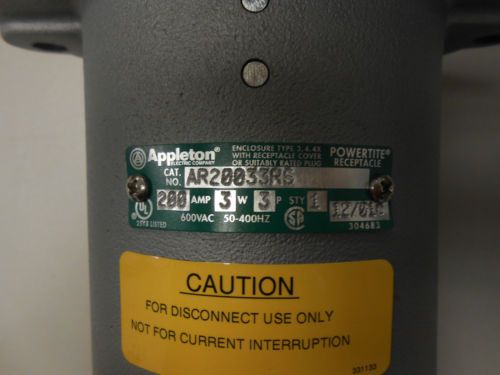 Appleton®
ELECTRIC COMPANY
ENCLOSURE TYPE 3, 4, 4X
WITH RECEPTACLE COVER
OR SUITABLY RATED PLUG
POWERTITE®
RECEPTACLE
CAT. NO. AR20033RS
200 AMP 3 W 3 P STY 1
UL LISTED
600VAC 50-400HZ
304683
CAUTION
FOR DISCONNECT USE ONLY
NOT FOR CURRENT INTERRUPTION